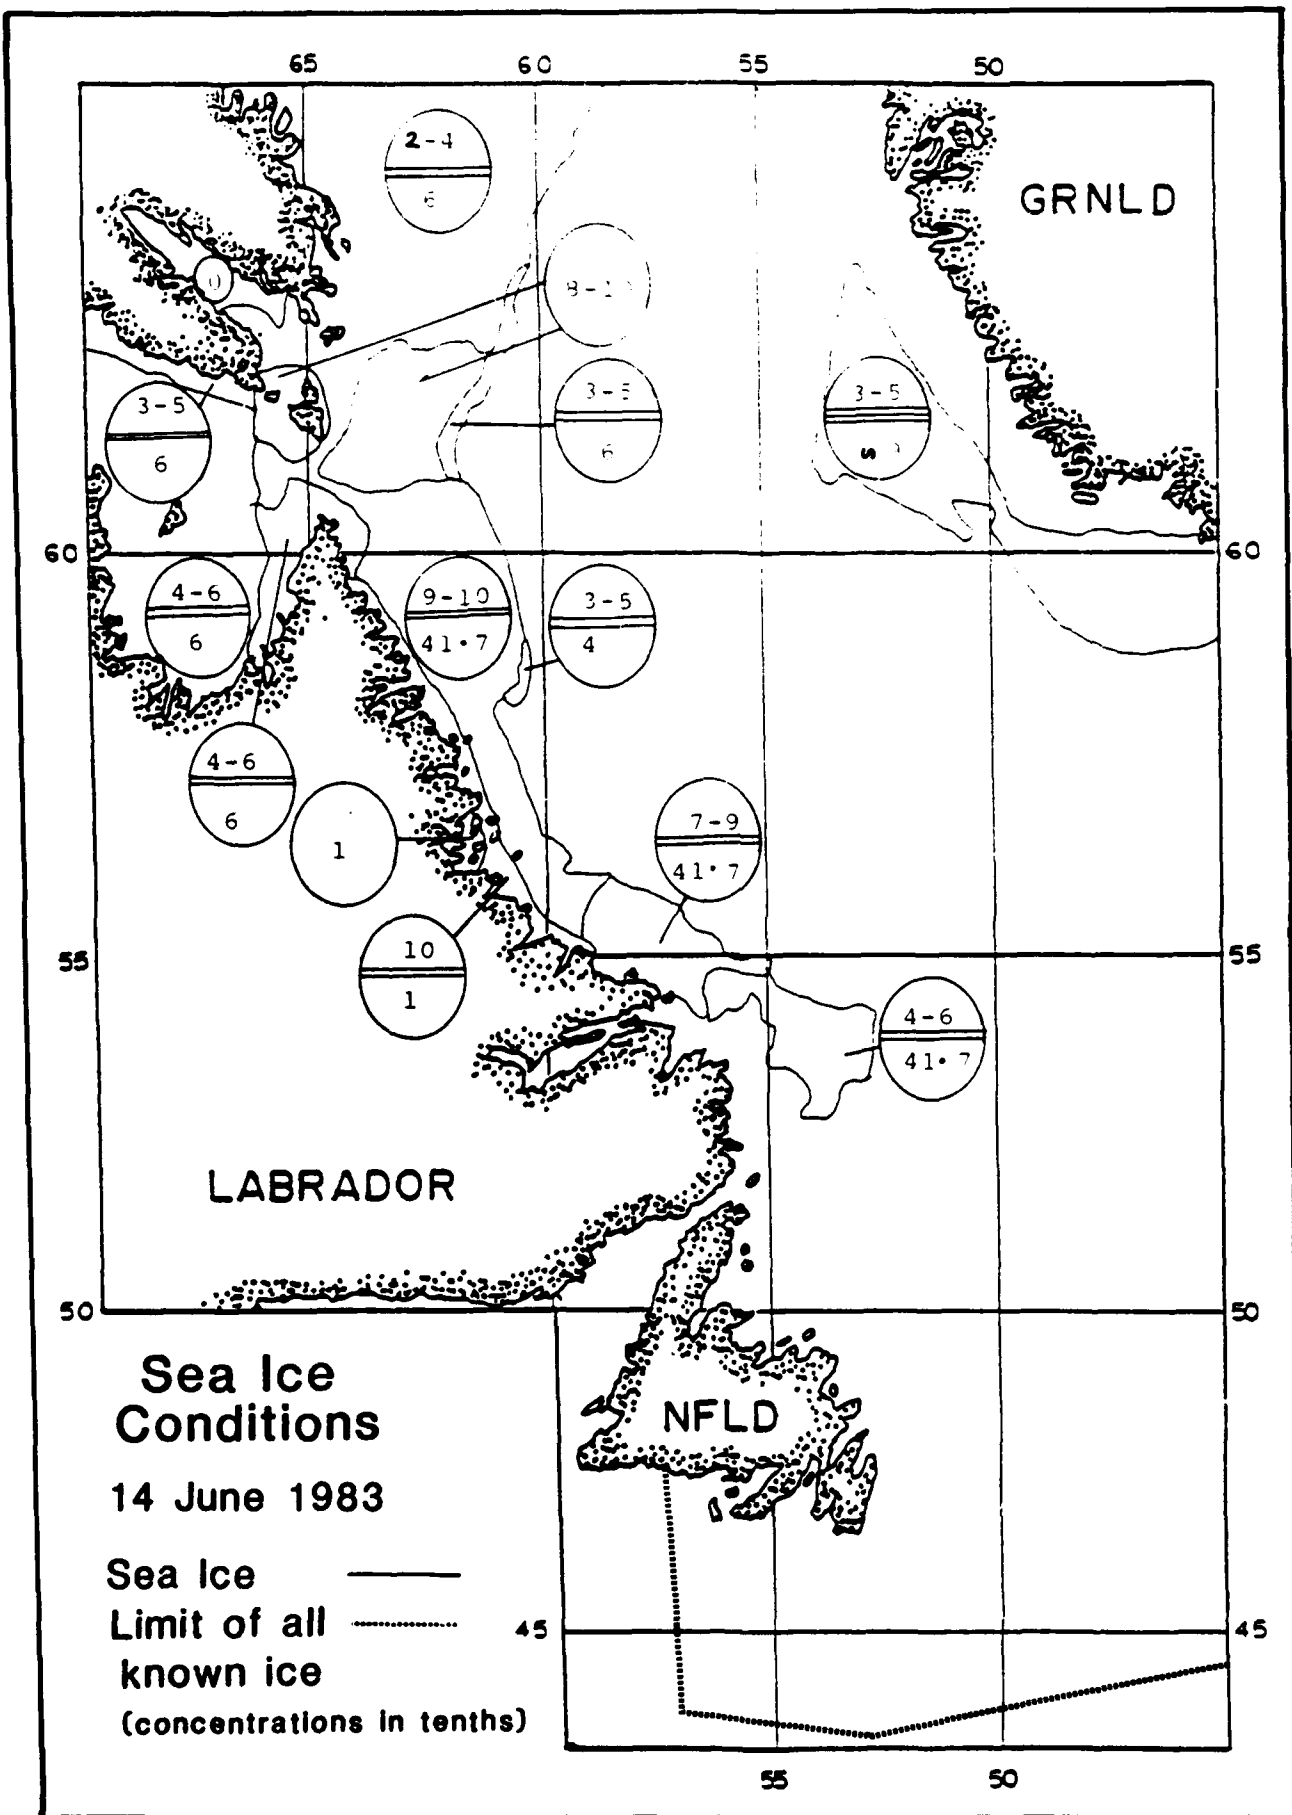 65 60 55 50
2-4
6
GRNLD
0
3-5
6
3-5
6
3-5
60 60
4-6
6
9-10
41•7
3-5
4
4-6
6
1
7-9
41•7
10
1
55 55
4-6
41•7
LABRADOR
50 50
Sea Ice
Conditions
NFLD
14 June 1983
Sea Ice
Limit of all
known ice
(concentrations in tenths)
45 45
55 50